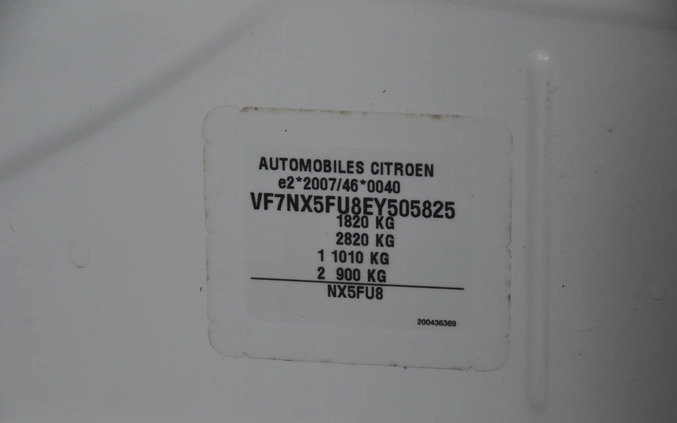 AUTOMOBILES CITROEN
e2*2007/46*0040
VF7NX5FU8EY505825
1820 KG
2820 KG
1 1010 KG
2 900 KG
NX5FU8
200436369